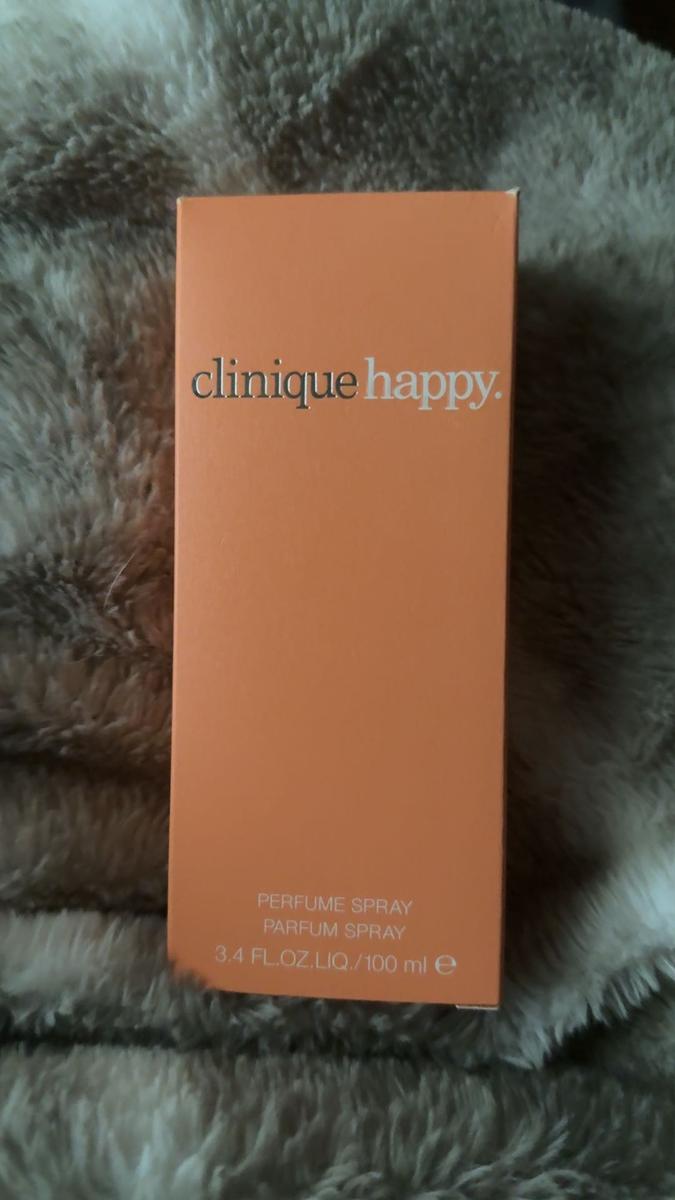 clinique happy.
PERFUME SPRAY
PARFUM SPRAY
3.4 FL.OZ.LIQ./100 ml ℮